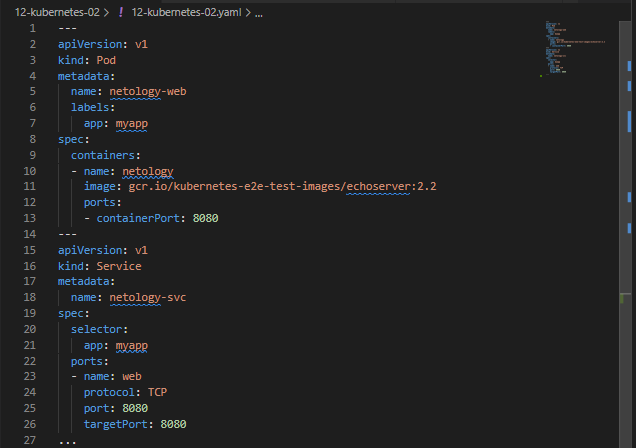 12-kubernetes-02 > ! 12-kubernetes-02.yaml > ...
1 ---
2 apiVersion: v1
3 kind: Pod
4 metadata:
5   name: netology-web
6   labels:
7     app: myapp
8 spec:
9   containers:
10   - name: netology
11     image: gcr.io/kubernetes-e2e-test-images/echoserver:2.2
12     ports:
13     - containerPort: 8080
14 ---
15 apiVersion: v1
16 kind: Service
17 metadata:
18   name: netology-svc
19 spec:
20   selector:
21     app: myapp
22   ports:
23   - name: web
24     protocol: TCP
25     port: 8080
26     targetPort: 8080
27 ...